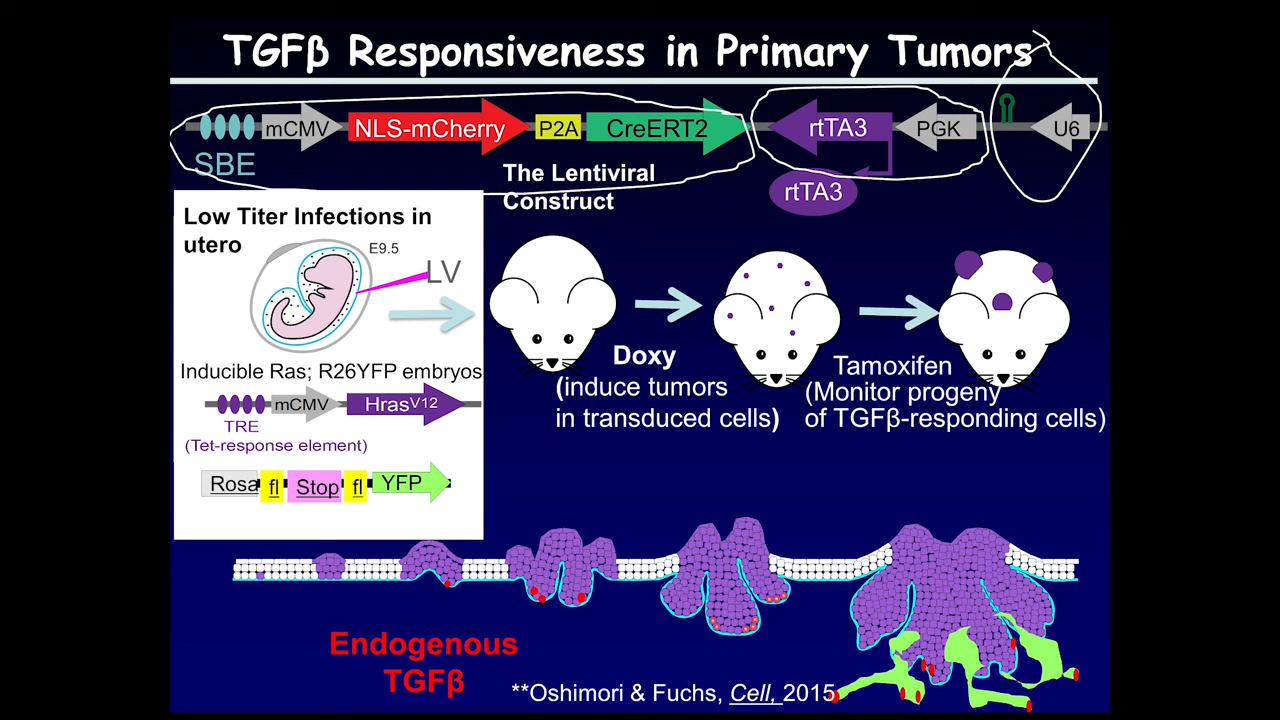 TGFβ Responsiveness in Primary Tumors
mCMV NLS-mCherry P2A CreERT2 rtTA3 PGK U6
SBE
rtTA3
The Lentiviral
Construct
Low Titer Infections in
utero
E9.5
LV
Inducible Ras; R26YFP embryos
mCMV HrasV12
TRE
(Tet-response element)
Rosa fl Stop fl YFP
Doxy
(induce tumors
in transduced cells)
Tamoxifen
(Monitor progeny
of TGFβ-responding cells)
Endogenous
TGFβ
**Oshimori & Fuchs, Cell, 2015